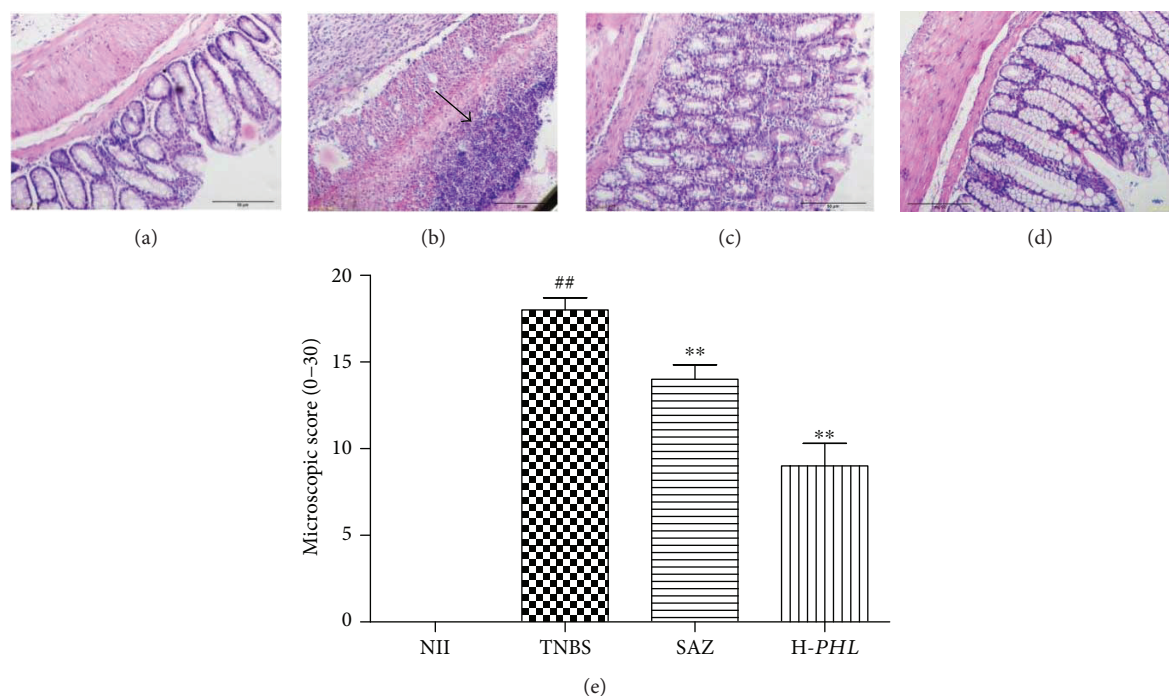 (a)
(b)
(c)
(d)
Microscopic score (0–30)
20
15
10
5
0
##
**
**
NII
TNBS
SAZ
H-PHL
(e)